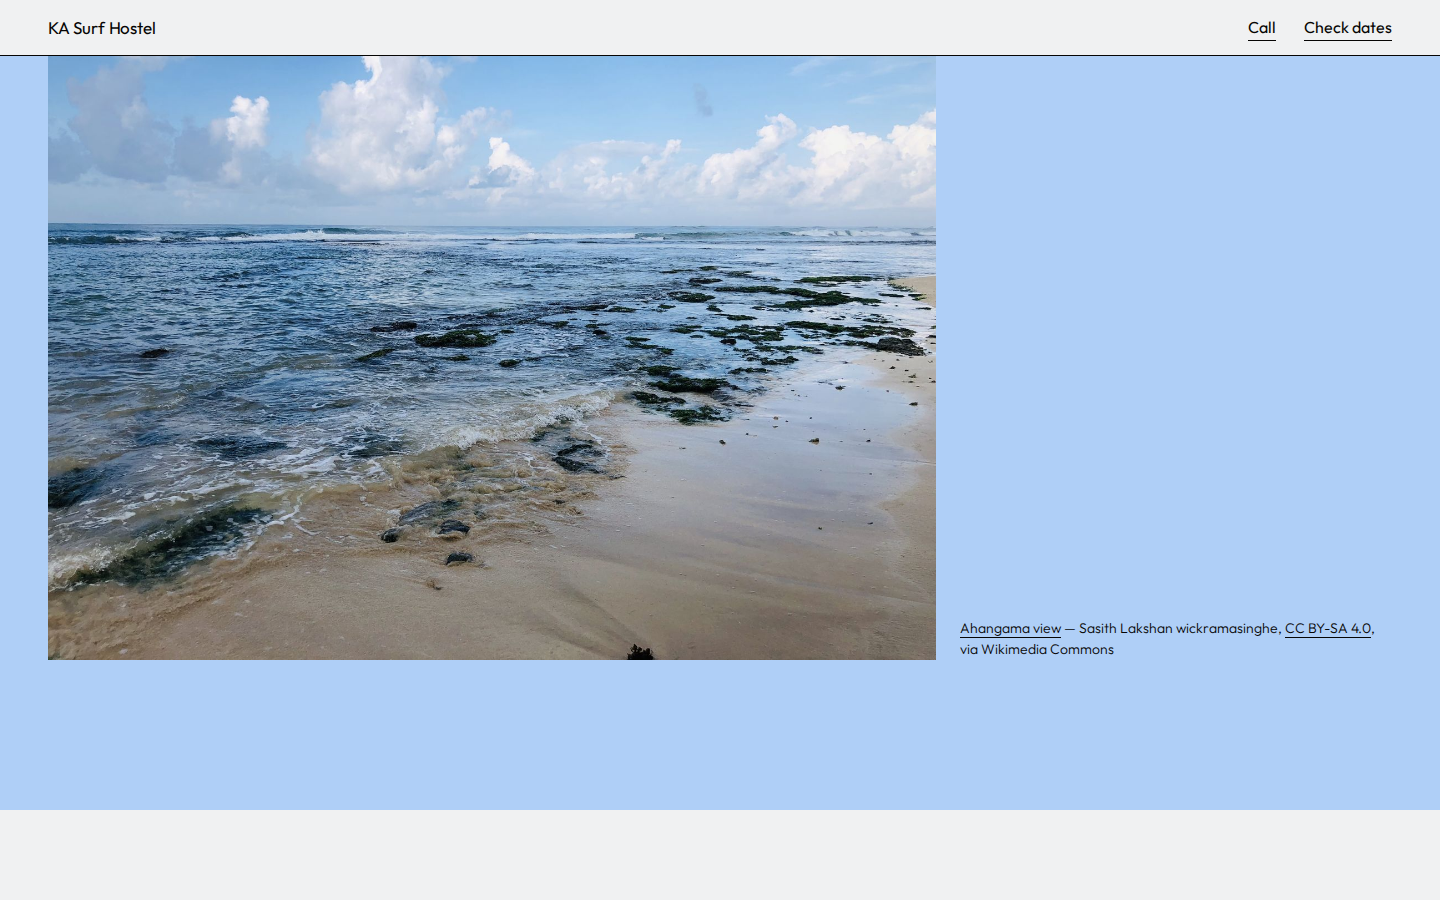 KA Surf Hostel
Call
Check dates
Ahangama view — Sasith Lakshan wickramasinghe, CC BY-SA 4.0,
via Wikimedia Commons